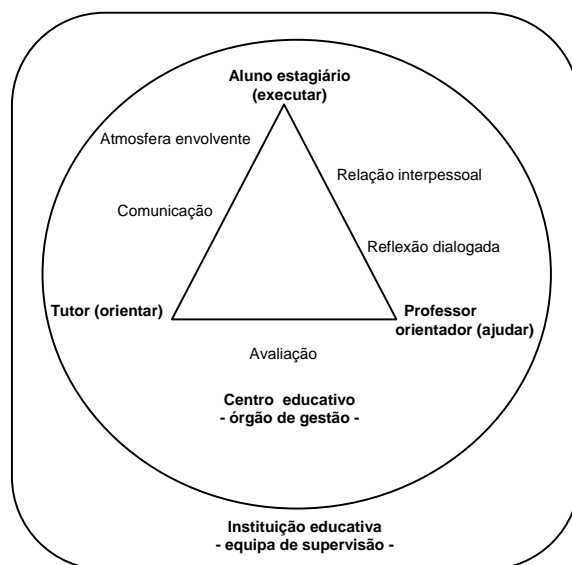 Aluno estagiário
(executar)
Atmosfera envolvente
Relação interpessoal
Comunicação
Reflexão dialogada
Tutor (orientar)
Professor
orientador (ajudar)
Avaliação
Centro educativo
- órgão de gestão -
Instituição educativa
- equipa de supervisão -